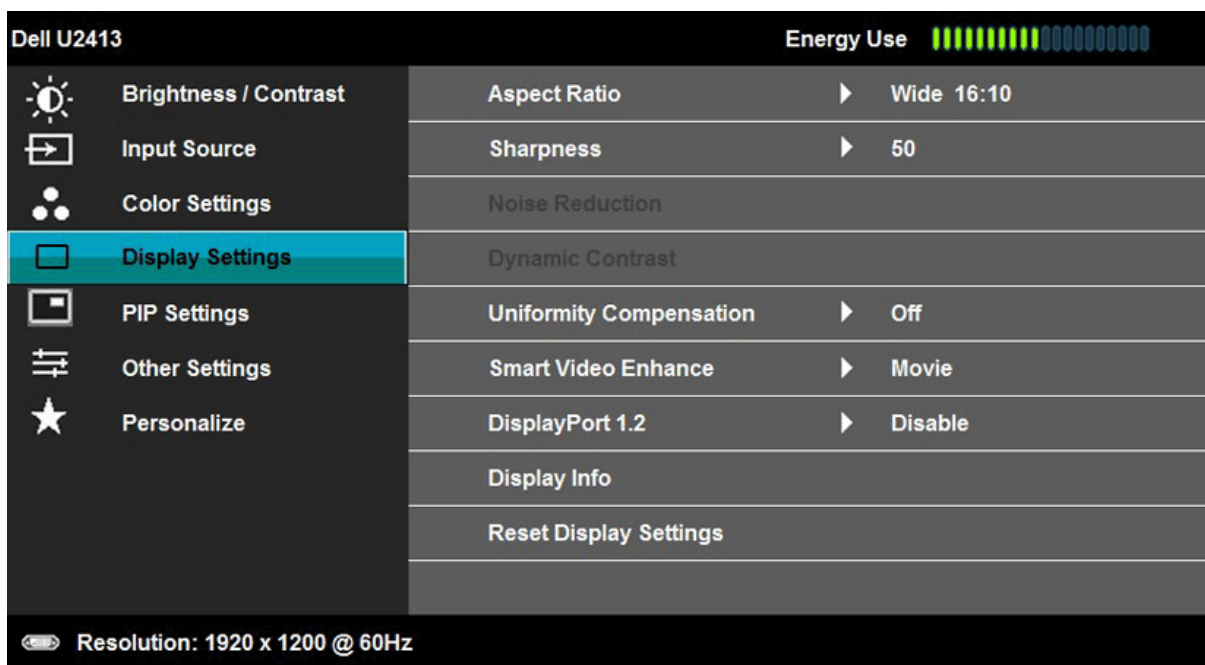 Dell U2413 Energy Use
Brightness / Contrast Aspect Ratio Wide 16:10
Input Source Sharpness 50
Color Settings Noise Reduction
Display Settings Dynamic Contrast
PIP Settings Uniformity Compensation Off
Other Settings Smart Video Enhance Movie
Personalize DisplayPort 1.2 Disable
Display Info
Reset Display Settings
Resolution: 1920 x 1200 @ 60Hz